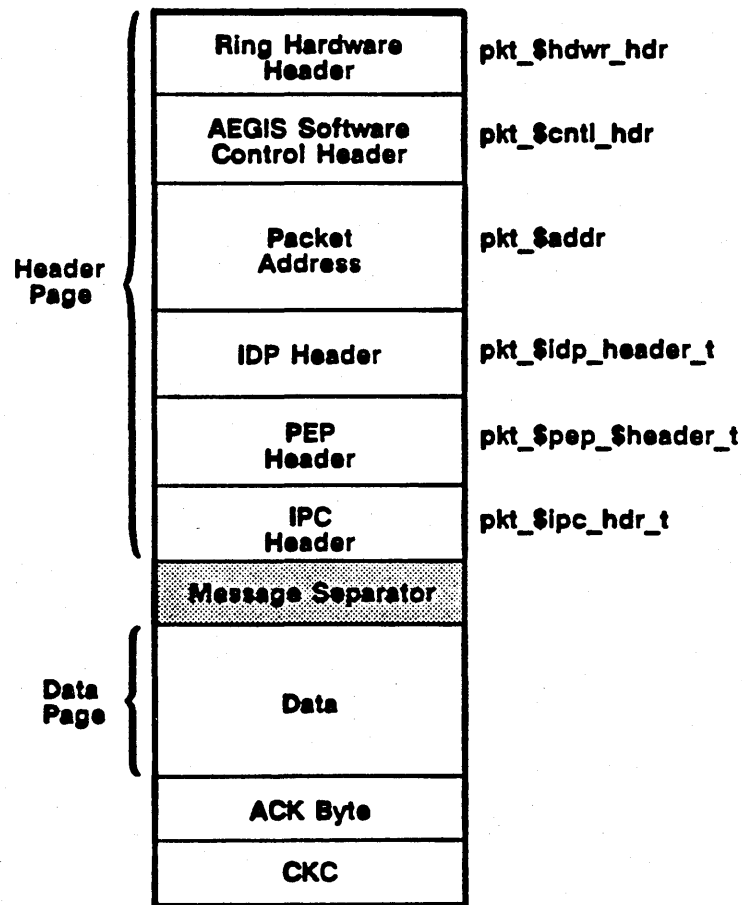 Ring Hardware
Header
pkt_$hdwr_hdr
AEGIS Software
Control Header
pkt_$cntl_hdr
Packet
Address
pkt_$addr
Header
Page
IDP Header
pkt_$idp_header_t
PEP
Header
pkt_$pep_$header_t
IPC
Header
pkt_$ipc_hdr_t
Message Separator
Data
Page
Data
ACK Byte
CKC